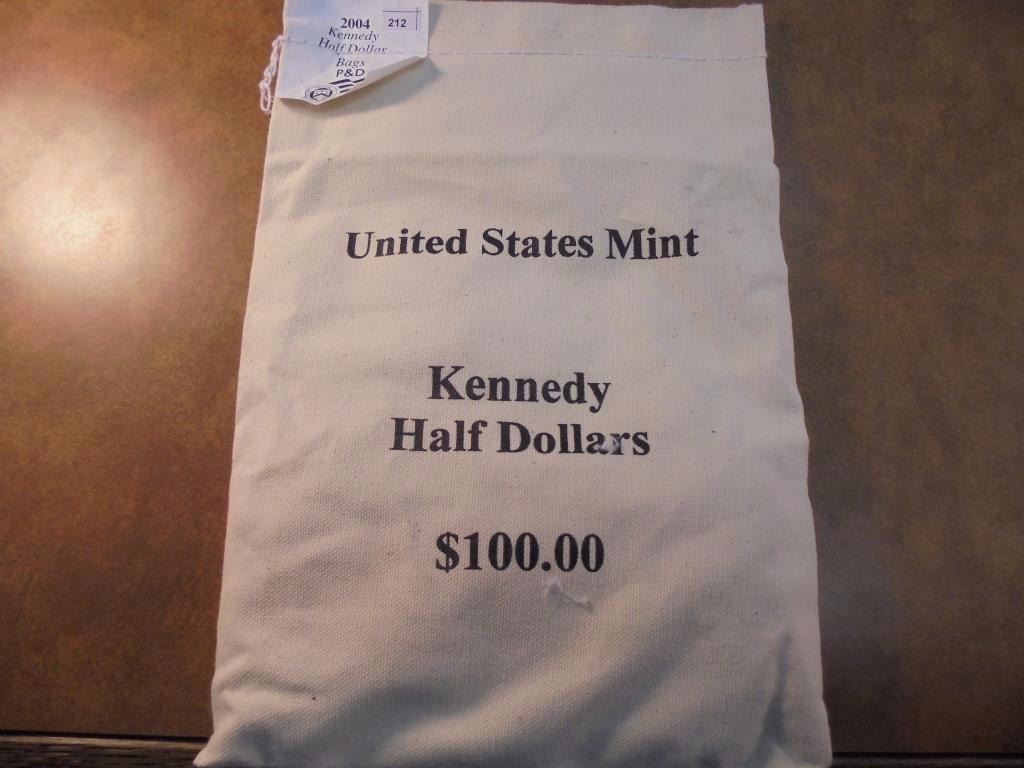 2004
212
Kennedy
Half Dollar
Bags
P&D
United States Mint
Kennedy
Half Dollars
$100.00